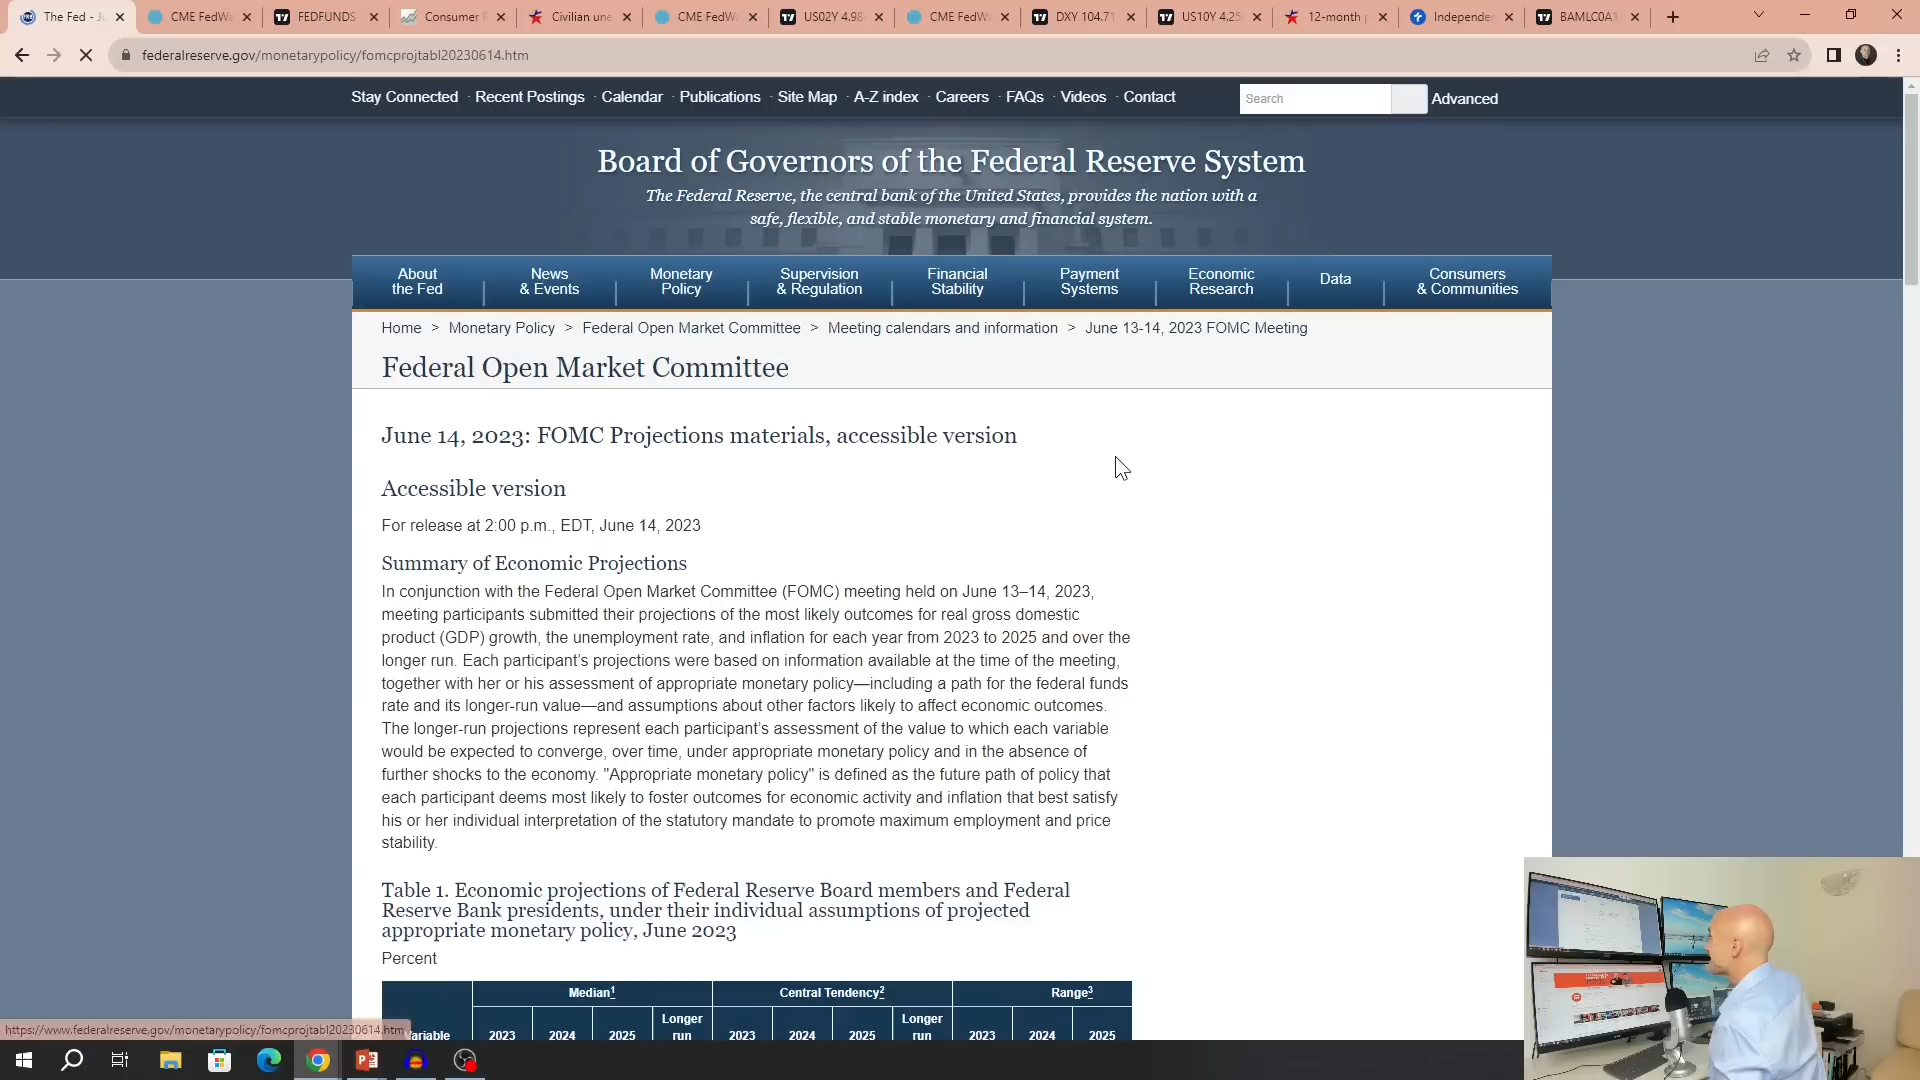 The Fed - Ju
CME FedWa
FEDFUNDS
Consumer P
Civilian une
CME FedWa
US02Y 4.98
CME FedWa
DXY 104.71
US10Y 4.25
12-month p
Independen
BAMLC0A1
federalreserve.gov/monetarypolicy/fomcprojtabl20230614.htm
Stay Connected · Recent Postings · Calendar · Publications · Site Map · A-Z index · Careers · FAQs · Videos · Contact
Search
Advanced
Board of Governors of the Federal Reserve System
The Federal Reserve, the central bank of the United States, provides the nation with a
safe, flexible, and stable monetary and financial system.
About
the Fed
News
& Events
Monetary
Policy
Supervision
& Regulation
Financial
Stability
Payment
Systems
Economic
Research
Data
Consumers
& Communities
Home > Monetary Policy > Federal Open Market Committee > Meeting calendars and information > June 13-14, 2023 FOMC Meeting
Federal Open Market Committee
June 14, 2023: FOMC Projections materials, accessible version
Accessible version
For release at 2:00 p.m., EDT, June 14, 2023
Summary of Economic Projections
In conjunction with the Federal Open Market Committee (FOMC) meeting held on June 13–14, 2023,
meeting participants submitted their projections of the most likely outcomes for real gross domestic
product (GDP) growth, the unemployment rate, and inflation for each year from 2023 to 2025 and over the
longer run. Each participant's projections were based on information available at the time of the meeting,
together with her or his assessment of appropriate monetary policy—including a path for the federal funds
rate and its longer-run value—and assumptions about other factors likely to affect economic outcomes.
The longer-run projections represent each participant's assessment of the value to which each variable
would be expected to converge, over time, under appropriate monetary policy and in the absence of
further shocks to the economy. "Appropriate monetary policy" is defined as the future path of policy that
each participant deems most likely to foster outcomes for economic activity and inflation that best satisfy
his or her individual interpretation of the statutory mandate to promote maximum employment and price
stability.
Table 1. Economic projections of Federal Reserve Board members and Federal
Reserve Bank presidents, under their individual assumptions of projected
appropriate monetary policy, June 2023
Percent
Median1 Central Tendency2 Range3
Variable 2023 2024 2025 Longer run 2023 2024 2025 Longer run 2023 2024 2025
https://www.federalreserve.gov/monetarypolicy/fomcprojtabl20230614.htm